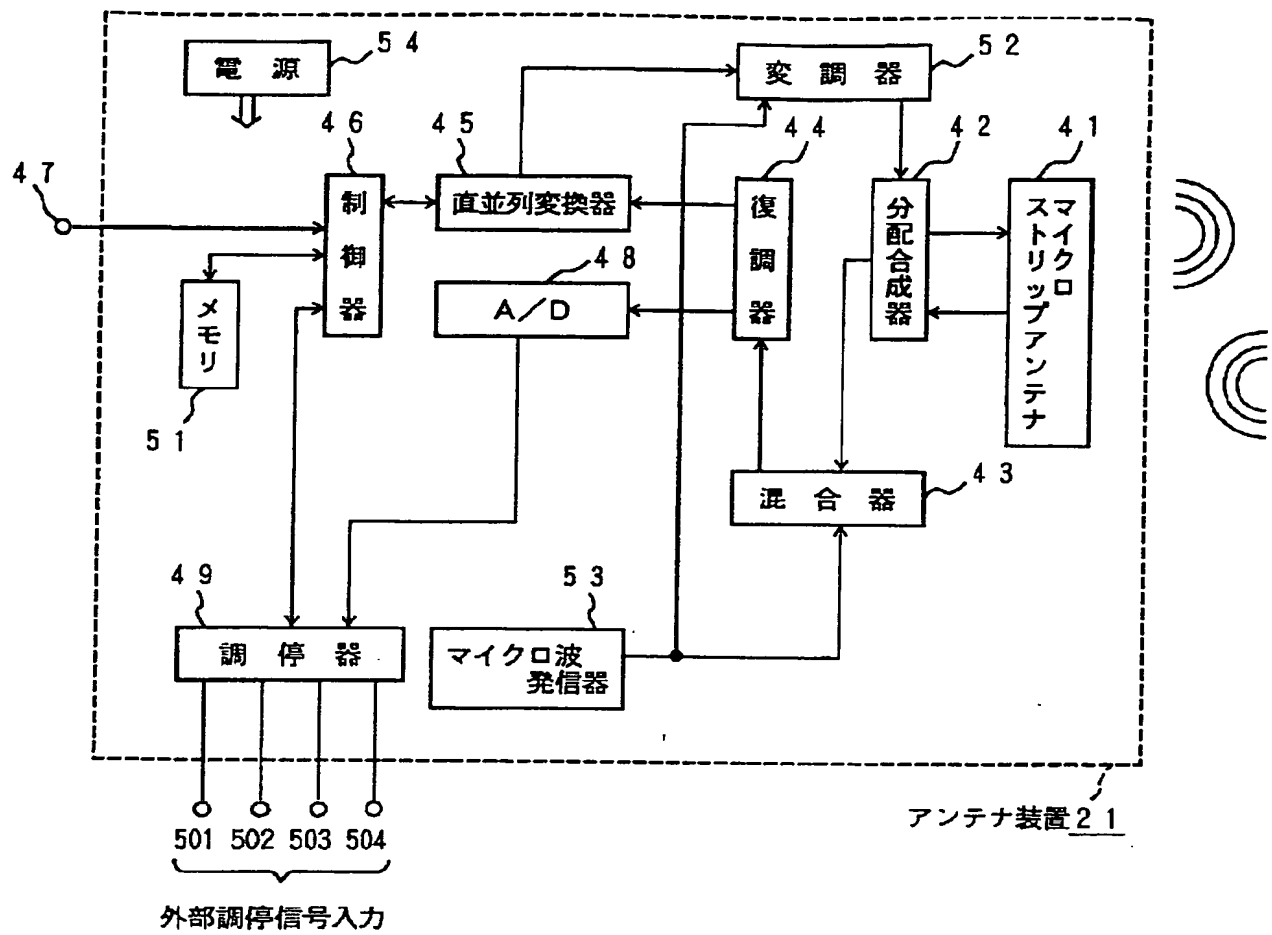 電源
54
変調器
52
46
45
44
42
41
47
制御器
直並列変換器
復調器
分配合成器
マイクロ
ストリップアンテナ
48
A/D
メモリ
51
混合器
43
49
調停器
53
マイクロ波
発信器
501 502 503 504
アンテナ装置21
外部調停信号入力